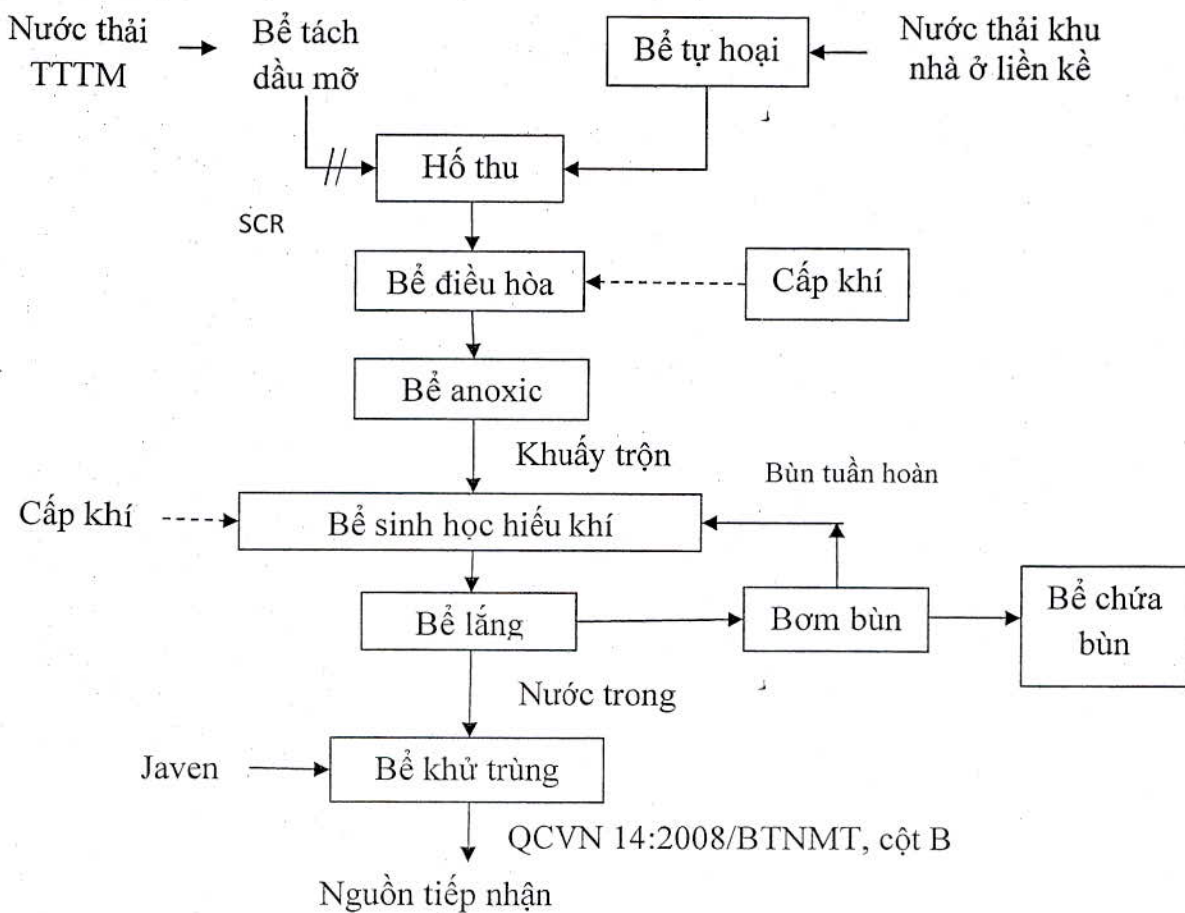 Nước thải
TTTM
Bể tách
dầu mỡ
Bể tự hoại
Nước thải khu
nhà ở liền kề
Hố thu
SCR
Bể điều hòa
Cấp khí
Bể anoxic
Khuấy trộn
Bùn tuần hoàn
Cấp khí
Bể sinh học hiếu khí
Bể lắng
Bơm bùn
Bể chứa
bùn
Nước trong
Javen
Bể khử trùng
QCVN 14:2008/BTNMT, cột B
Nguồn tiếp nhận